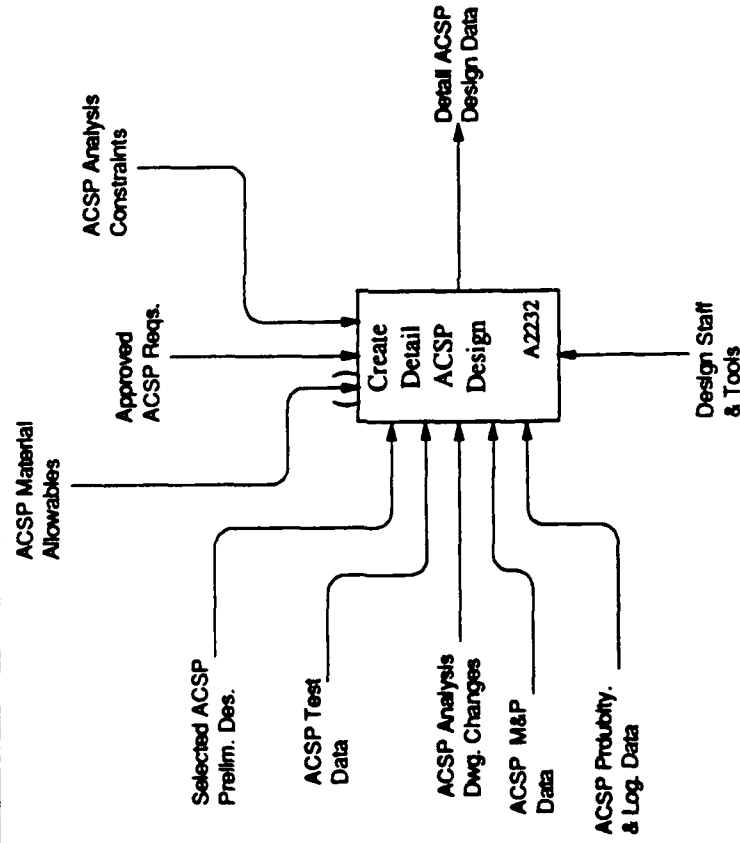 ACSP Material
Allowables
Approved
ACSP Reqs.
ACSP Analysis
Constraints
Selected ACSP
Prelim. Des.
ACSP Test
Data
ACSP Analysis
Dwg. Changes
ACSP M&P
Data
ACSP Prdubity.
& Log. Data
Create
Detail
ACSP
Design
A2232
Detail ACSP
Design Data
Design Staff
& Tools